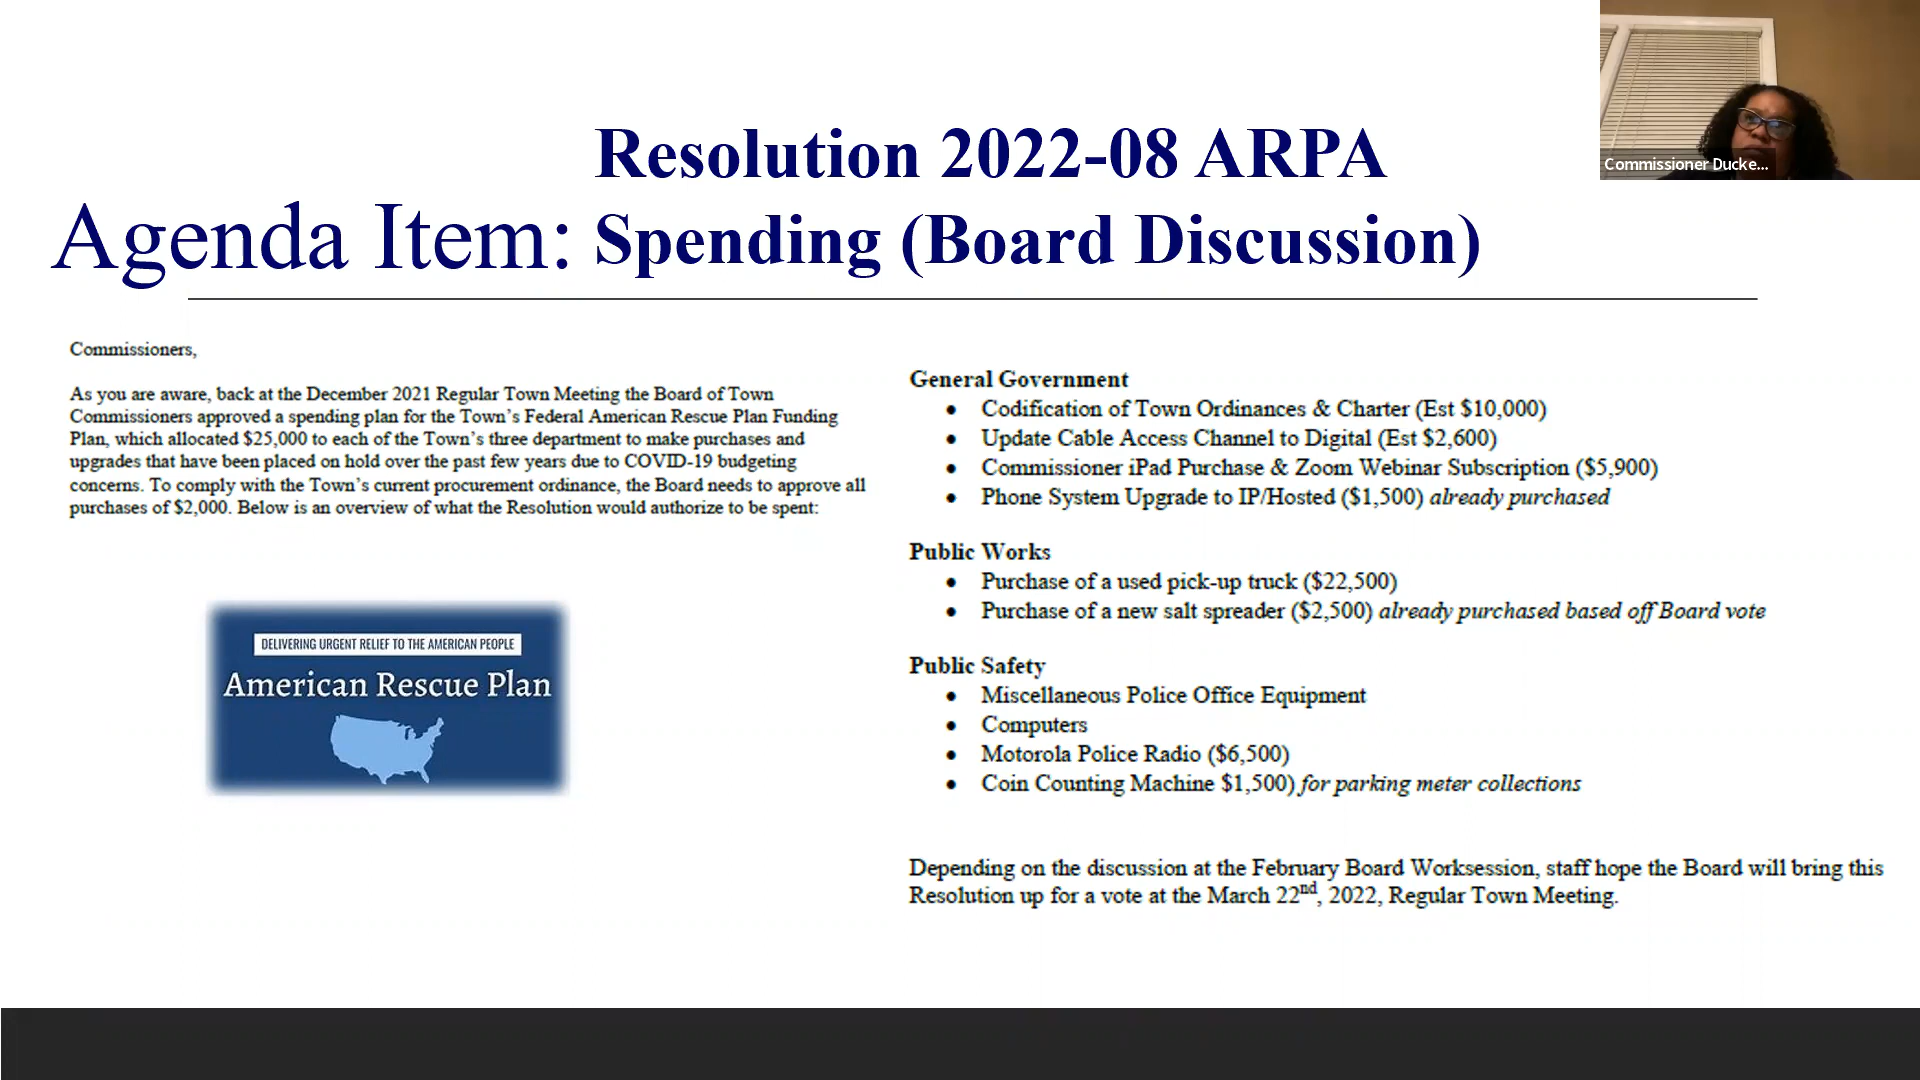 Commissioner Ducke...
Resolution 2022-08 ARPA
Agenda Item: Spending (Board Discussion)
Commissioners,
As you are aware, back at the December 2021 Regular Town Meeting the Board of Town
Commissioners approved a spending plan for the Town's Federal American Rescue Plan Funding
Plan, which allocated $25,000 to each of the Town's three department to make purchases and
upgrades that have been placed on hold over the past few years due to COVID-19 budgeting
concerns. To comply with the Town's current procurement ordinance, the Board needs to approve all
purchases of $2,000. Below is an overview of what the Resolution would authorize to be spent:
DELIVERING URGENT RELIEF TO THE AMERICAN PEOPLE
American Rescue Plan
General Government
• Codification of Town Ordinances & Charter (Est $10,000)
• Update Cable Access Channel to Digital (Est $2,600)
• Commissioner iPad Purchase & Zoom Webinar Subscription ($5,900)
• Phone System Upgrade to IP/Hosted ($1,500) already purchased
Public Works
• Purchase of a used pick-up truck ($22,500)
• Purchase of a new salt spreader ($2,500) already purchased based off Board vote
Public Safety
• Miscellaneous Police Office Equipment
• Computers
• Motorola Police Radio ($6,500)
• Coin Counting Machine $1,500) for parking meter collections
Depending on the discussion at the February Board Worksession, staff hope the Board will bring this
Resolution up for a vote at the March 22nd, 2022, Regular Town Meeting.